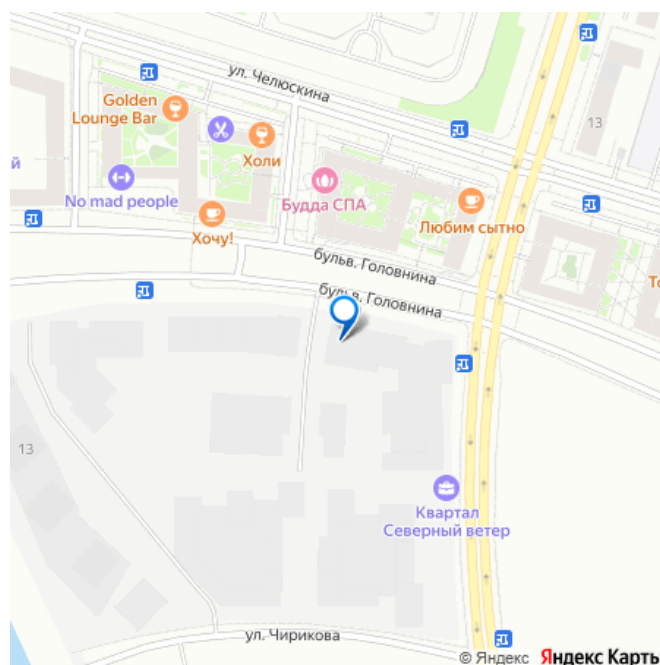 ул. Челюскина
Golden
Lounge Bar
13
Холи
й
No mad people
Будда СПА
Любим сытно
Хочу!
бульв. Головнина
То
бульв. Головнина
13
Квартал
Северный ветер
ул. Чирикова
© Яндекс Яндекс Карты